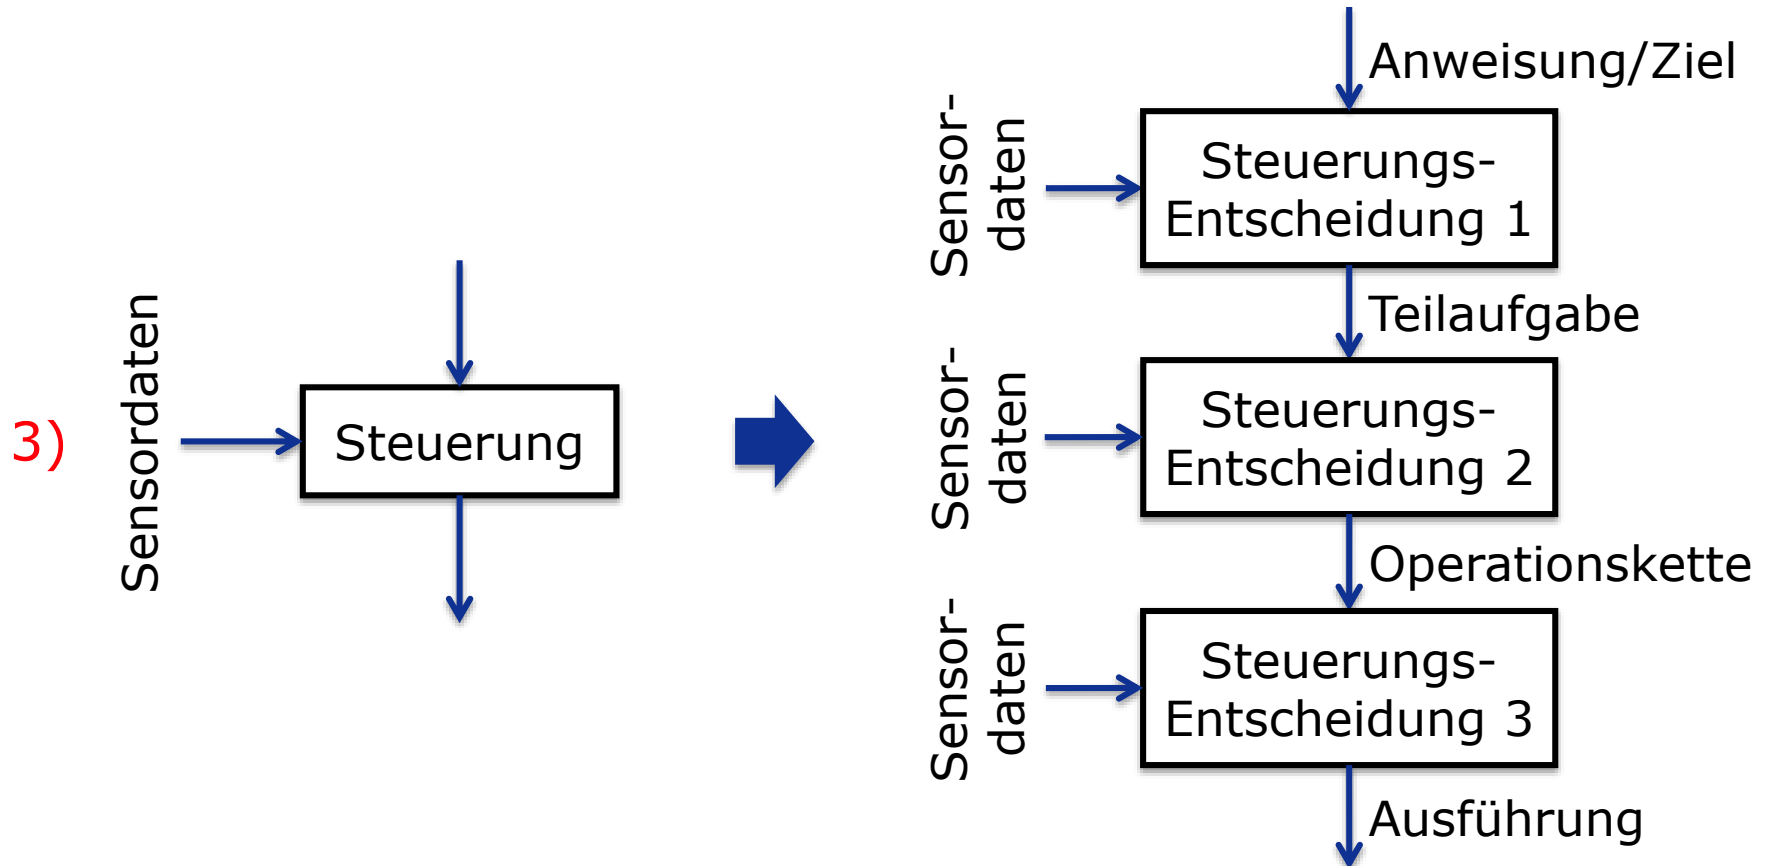 3)
Sensordaten
Steuerung
Anweisung/Ziel
Sensor-
daten
Steuerungs-
Entscheidung 1
Teilaufgabe
Sensor-
daten
Steuerungs-
Entscheidung 2
Operationskette
Sensor-
daten
Steuerungs-
Entscheidung 3
Ausführung